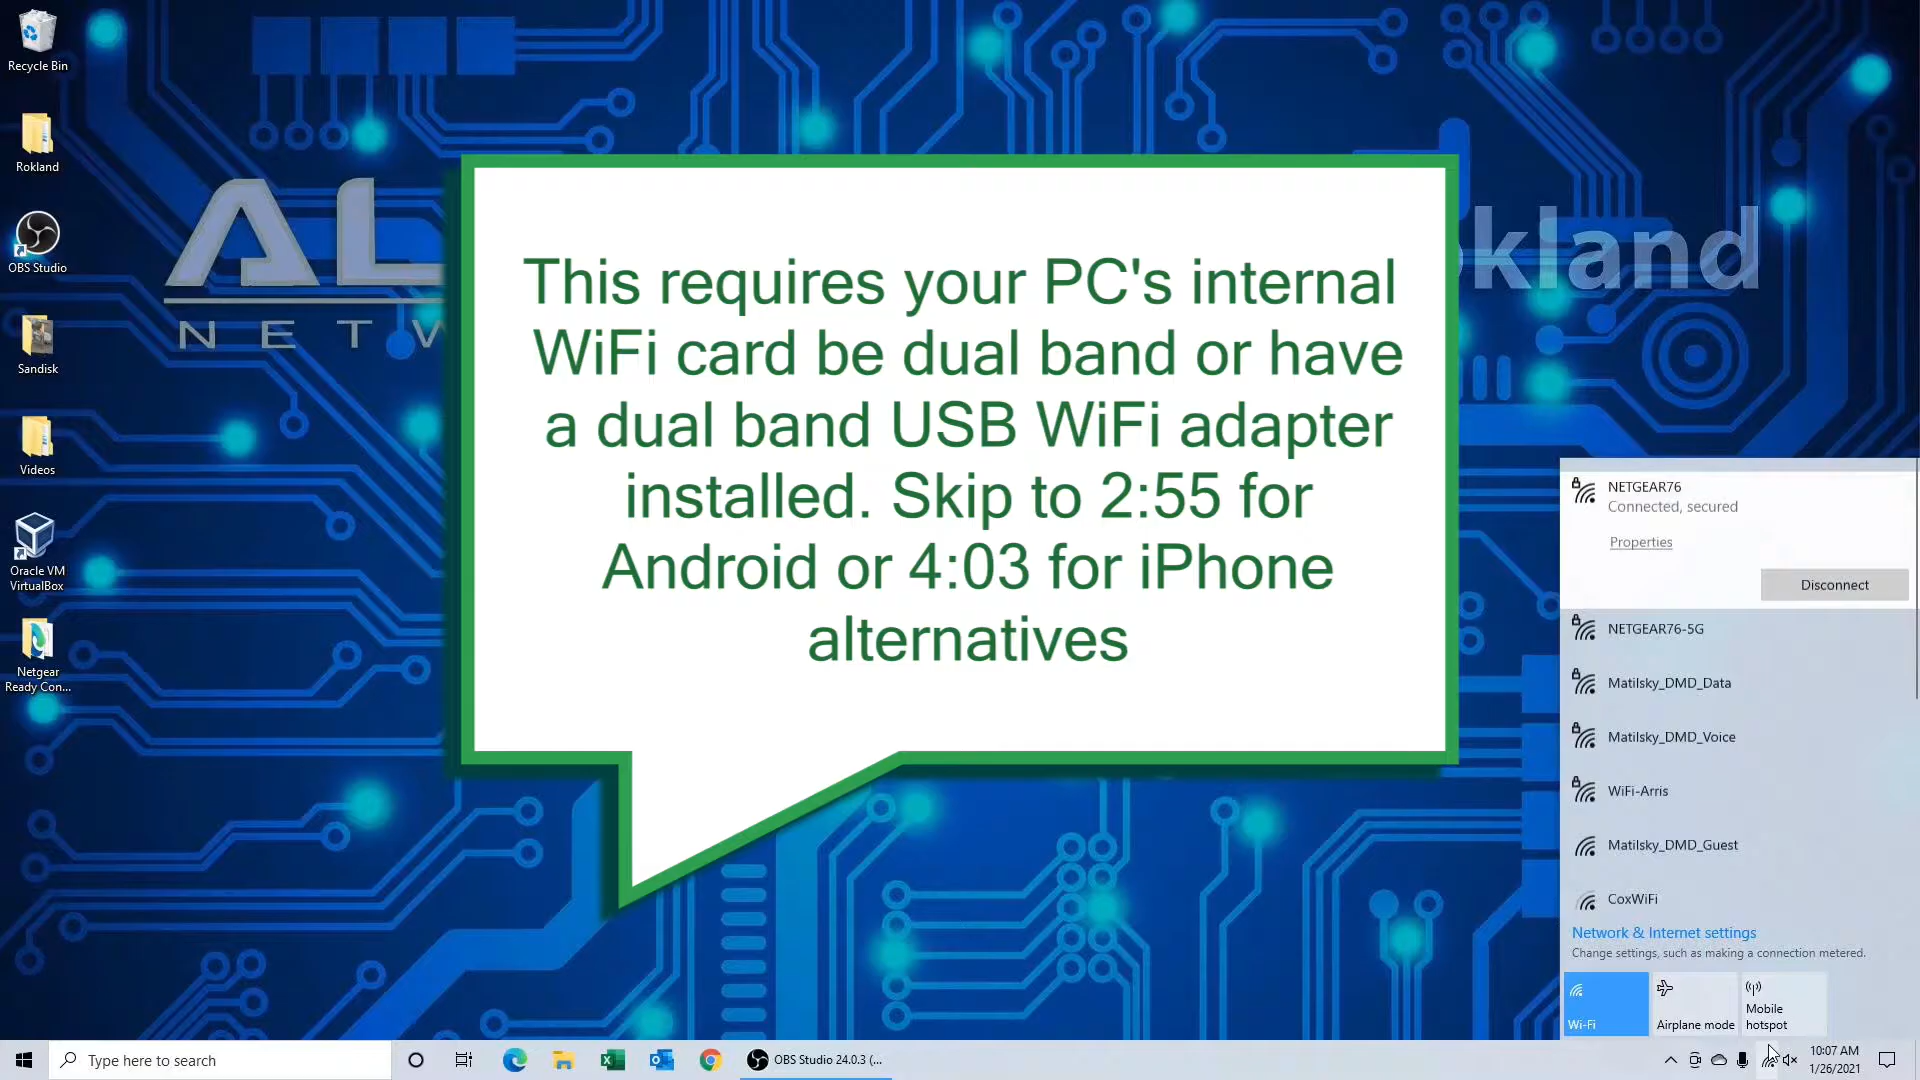 Recycle Bin
Rokland
OBS Studio
Sandisk
Videos
Oracle VM
VirtualBox
Netgear
Ready Con...
AL
NETW
kland
This requires your PC's internal
WiFi card be dual band or have
a dual band USB WiFi adapter
installed. Skip to 2:55 for
Android or 4:03 for iPhone
alternatives
NETGEAR76
Connected, secured
Properties
Disconnect
NETGEAR76-5G
Matilsky_DMD_Data
Matilsky_DMD_Voice
WiFi-Arris
Matilsky_DMD_Guest
CoxWiFi
Network & Internet settings
Change settings, such as making a connection metered.
Wi-Fi
Airplane mode
Mobile
hotspot
Type here to search
OBS Studio 24.0.3 (...
10:07 AM
1/26/2021